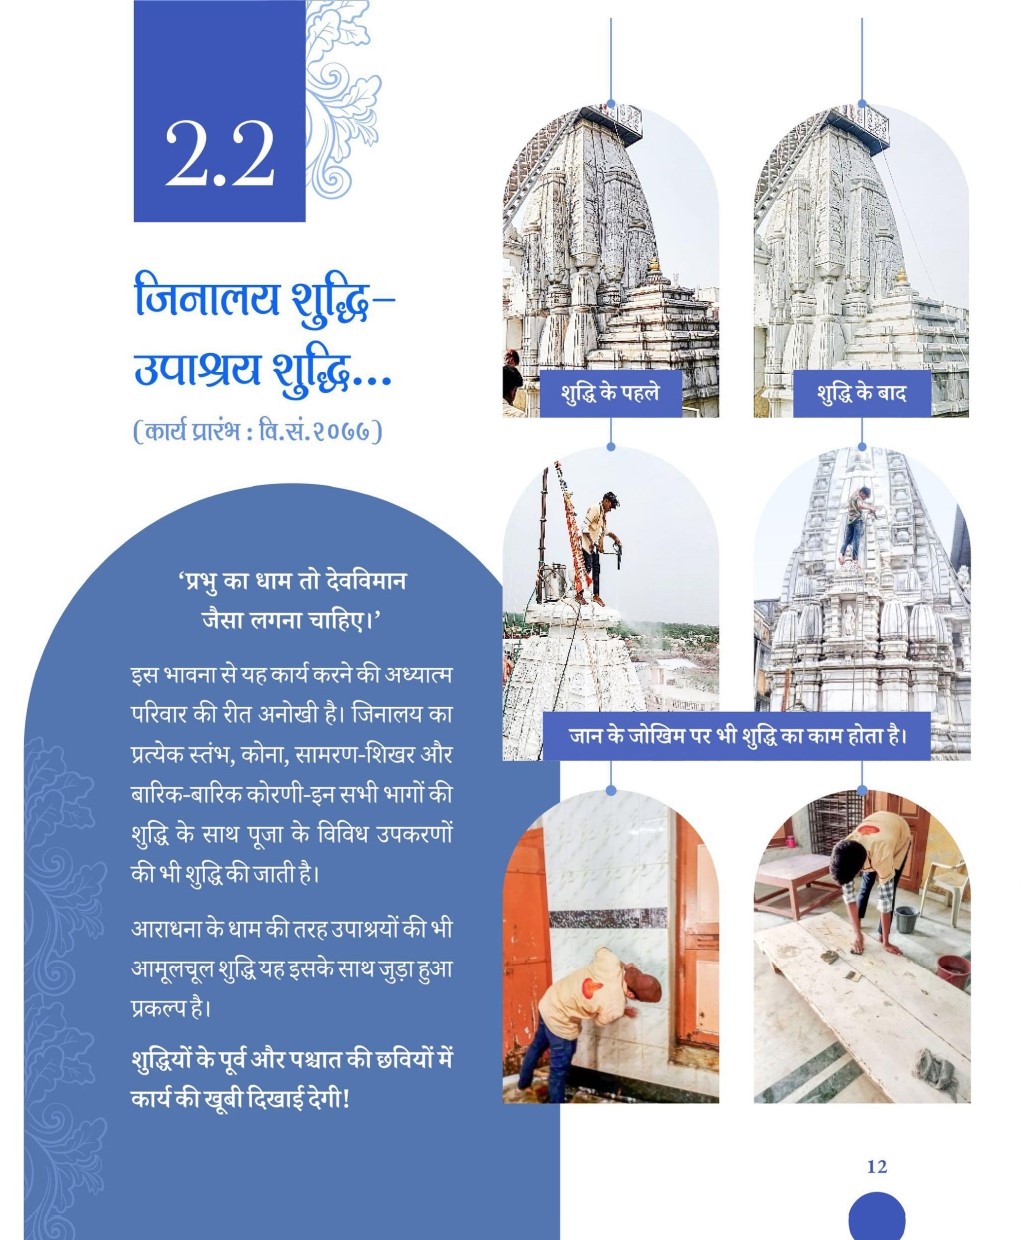 2.2
जिनालय शुद्धि–
उपाश्रय शुद्धि...
(कार्य प्रारंभ : वि.सं.२०७७)
‘प्रभु का धाम तो देवविमान
जैसा लगना चाहिए।’
इस भावना से यह कार्य करने की अध्यात्म
परिवार की रीत अनोखी है। जिनालय का
प्रत्येक स्तंभ, कोना, सामरण-शिखर और
बारिक-बारिक कोरणी-इन सभी भागों की
शुद्धि के साथ पूजा के विविध उपकरणों
की भी शुद्धि की जाती है।
आराधना के धाम की तरह उपाश्रयों की भी
आमूलचूल शुद्धि यह इसके साथ जुड़ा हुआ
प्रकल्प है।
शुद्धियों के पूर्व और पश्चात की छवियों में
कार्य की खूबी दिखाई देगी!
शुद्धि के पहले
शुद्धि के बाद
जान के जोखिम पर भी शुद्धि का काम होता है।
12